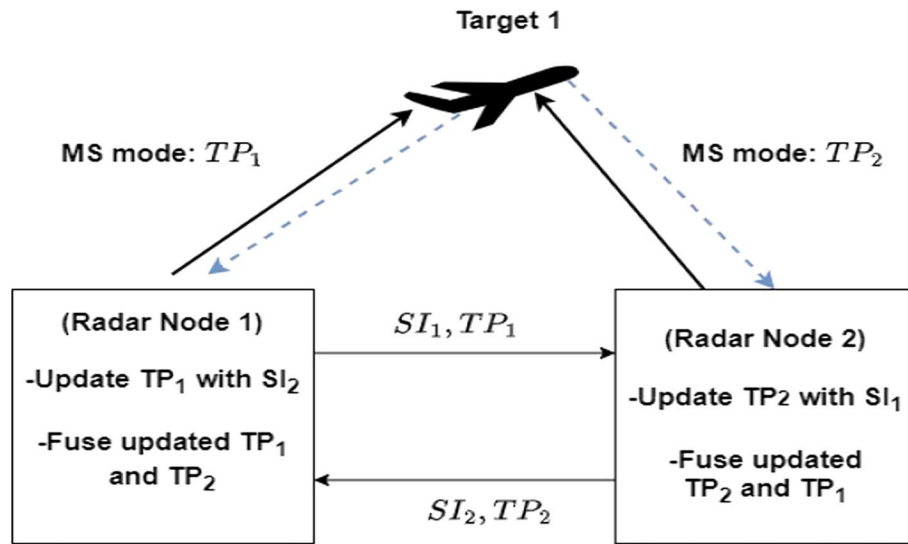 Target 1
MS mode: TP₁
MS mode: TP₂
(Radar Node 1)
-Update TP₁ with SI₂
-Fuse updated TP₁
and TP₂
SI₁, TP₁
SI₂, TP₂
(Radar Node 2)
-Update TP2 with SI₁
-Fuse updated
TP₂ and TP₁